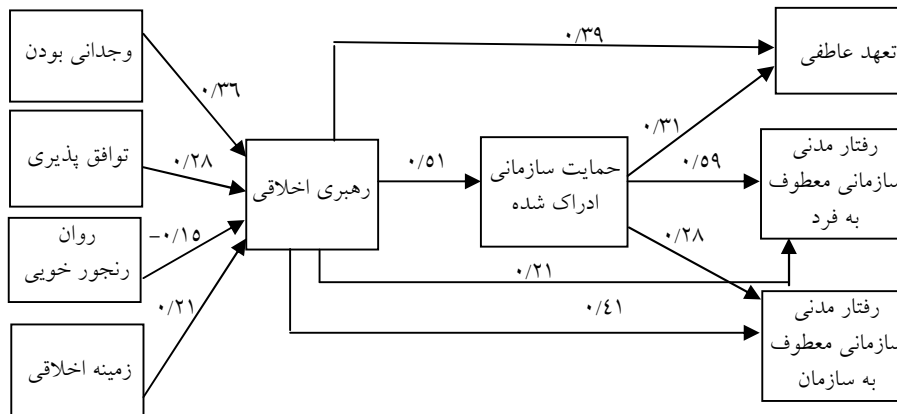 وجدانی بودن
توافق پذیری
روان
رنجور خویی
زمینه اخلاقی
۰/۳۶
۰/۲۸
−۰/۱۵
۰/۲۱
رهبری اخلاقی
۰/۵۱
حمایت سازمانی
ادراک شده
۰/۳۹
۰/۳۱
۰/۵۹
۰/۲۸
۰/۲۱
۰/٤۱
تعهد عاطفی
رفتار مدنی
سازمانی معطوف
به فرد
رفتار مدنی
سازمانی معطوف
به سازمان